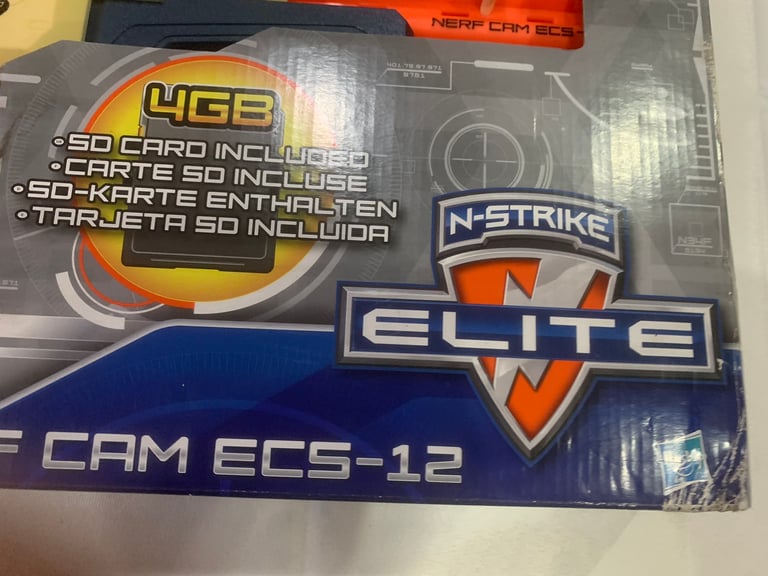 NERF CAM ECS-
4GB
•SD CARD INCLUDED
•CARTE SD INCLUSE
•SD-KARTE ENTHALTEN
•TARJETA SD INCLUIDA
N-STRIKE
ELITE
F CAM ECS-12
N3HF